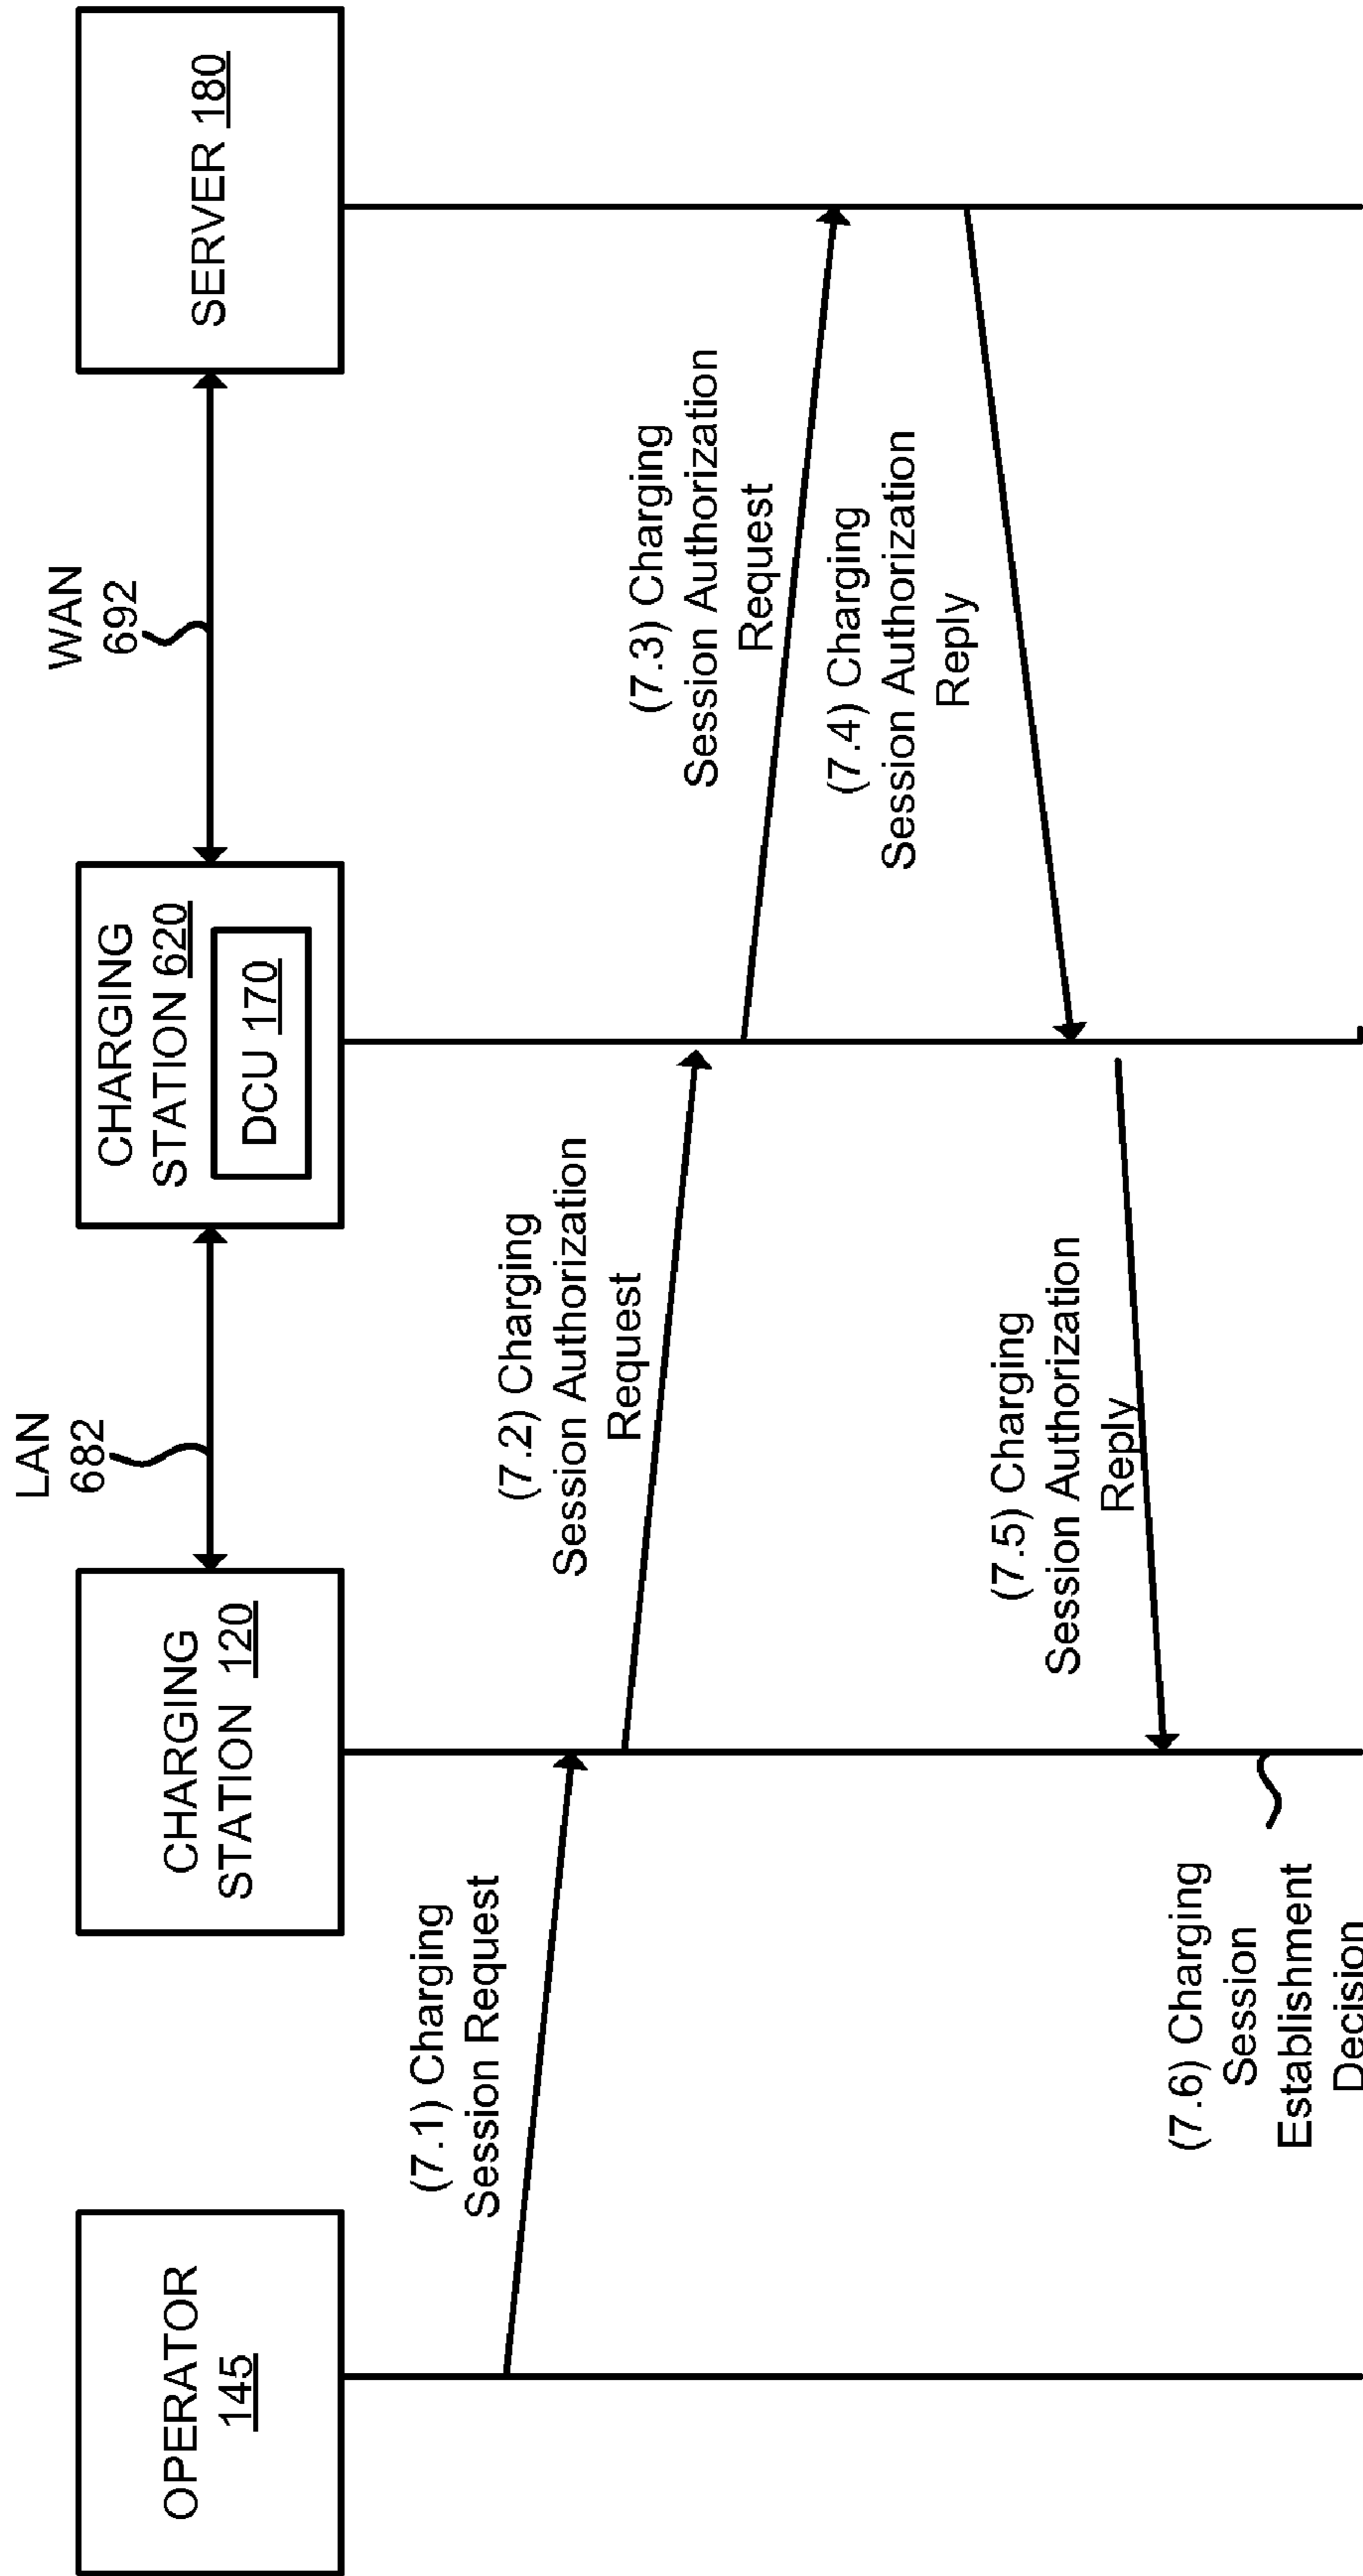 OPERATOR
145
CHARGING
STATION 120
LAN
682
CHARGING
STATION 620
DCU 170
WAN
692
SERVER 180
(7.1) Charging
Session Request
(7.2) Charging
Session Authorization
Request
(7.3) Charging
Session Authorization
Request
(7.4) Charging
Session Authorization
Reply
(7.5) Charging
Session Authorization
Reply
(7.6) Charging
Session
Establishment
Decision